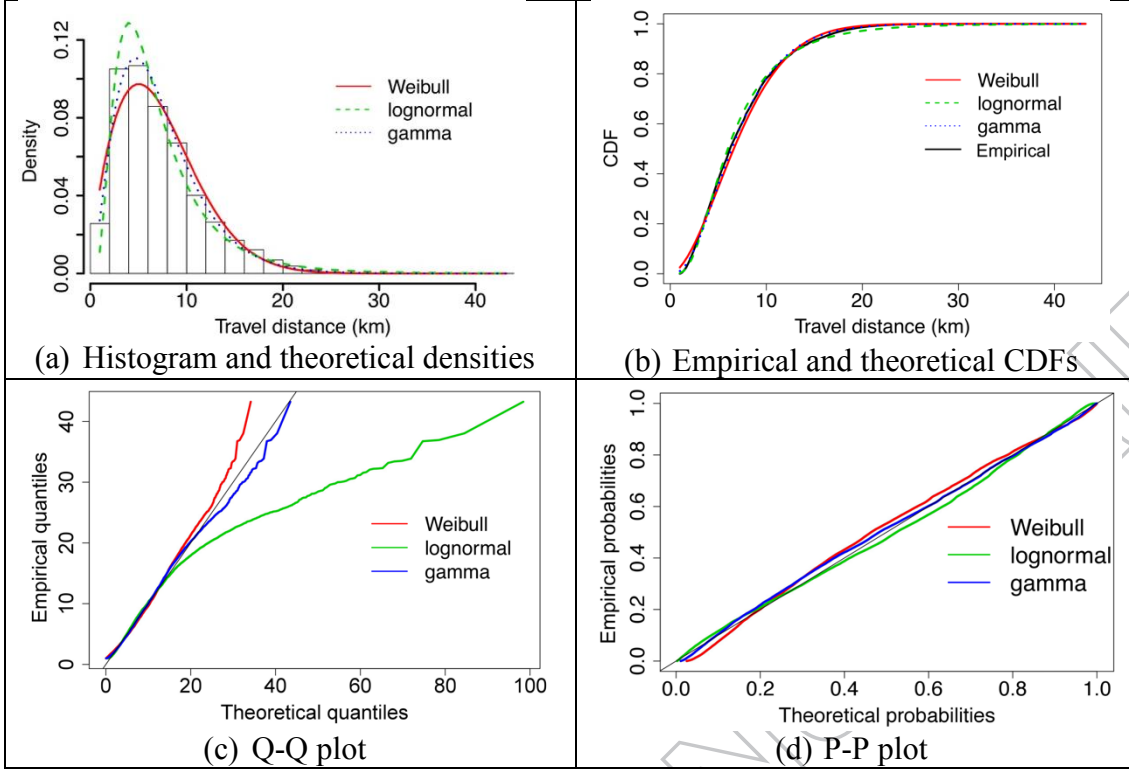 0.00 0.04 0.08 0.12
Density
Weibull
lognormal
gamma
0 10 20 30 40
Travel distance (km)
(a) Histogram and theoretical densities
0.0 0.2 0.4 0.6 0.8 1.0
CDF
Weibull
lognormal
gamma
Empirical
0 10 20 30 40
Travel distance (km)
(b) Empirical and theoretical CDFs
0 10 20 30 40
Empirical quantiles
Weibull
lognormal
gamma
0 20 40 60 80 100
Theoretical quantiles
(c) Q-Q plot
0.0 0.2 0.4 0.6 0.8 1.0
Empirical probabilities
Weibull
lognormal
gamma
0.0 0.2 0.4 0.6 0.8 1.0
Theoretical probabilities
(d) P-P plot